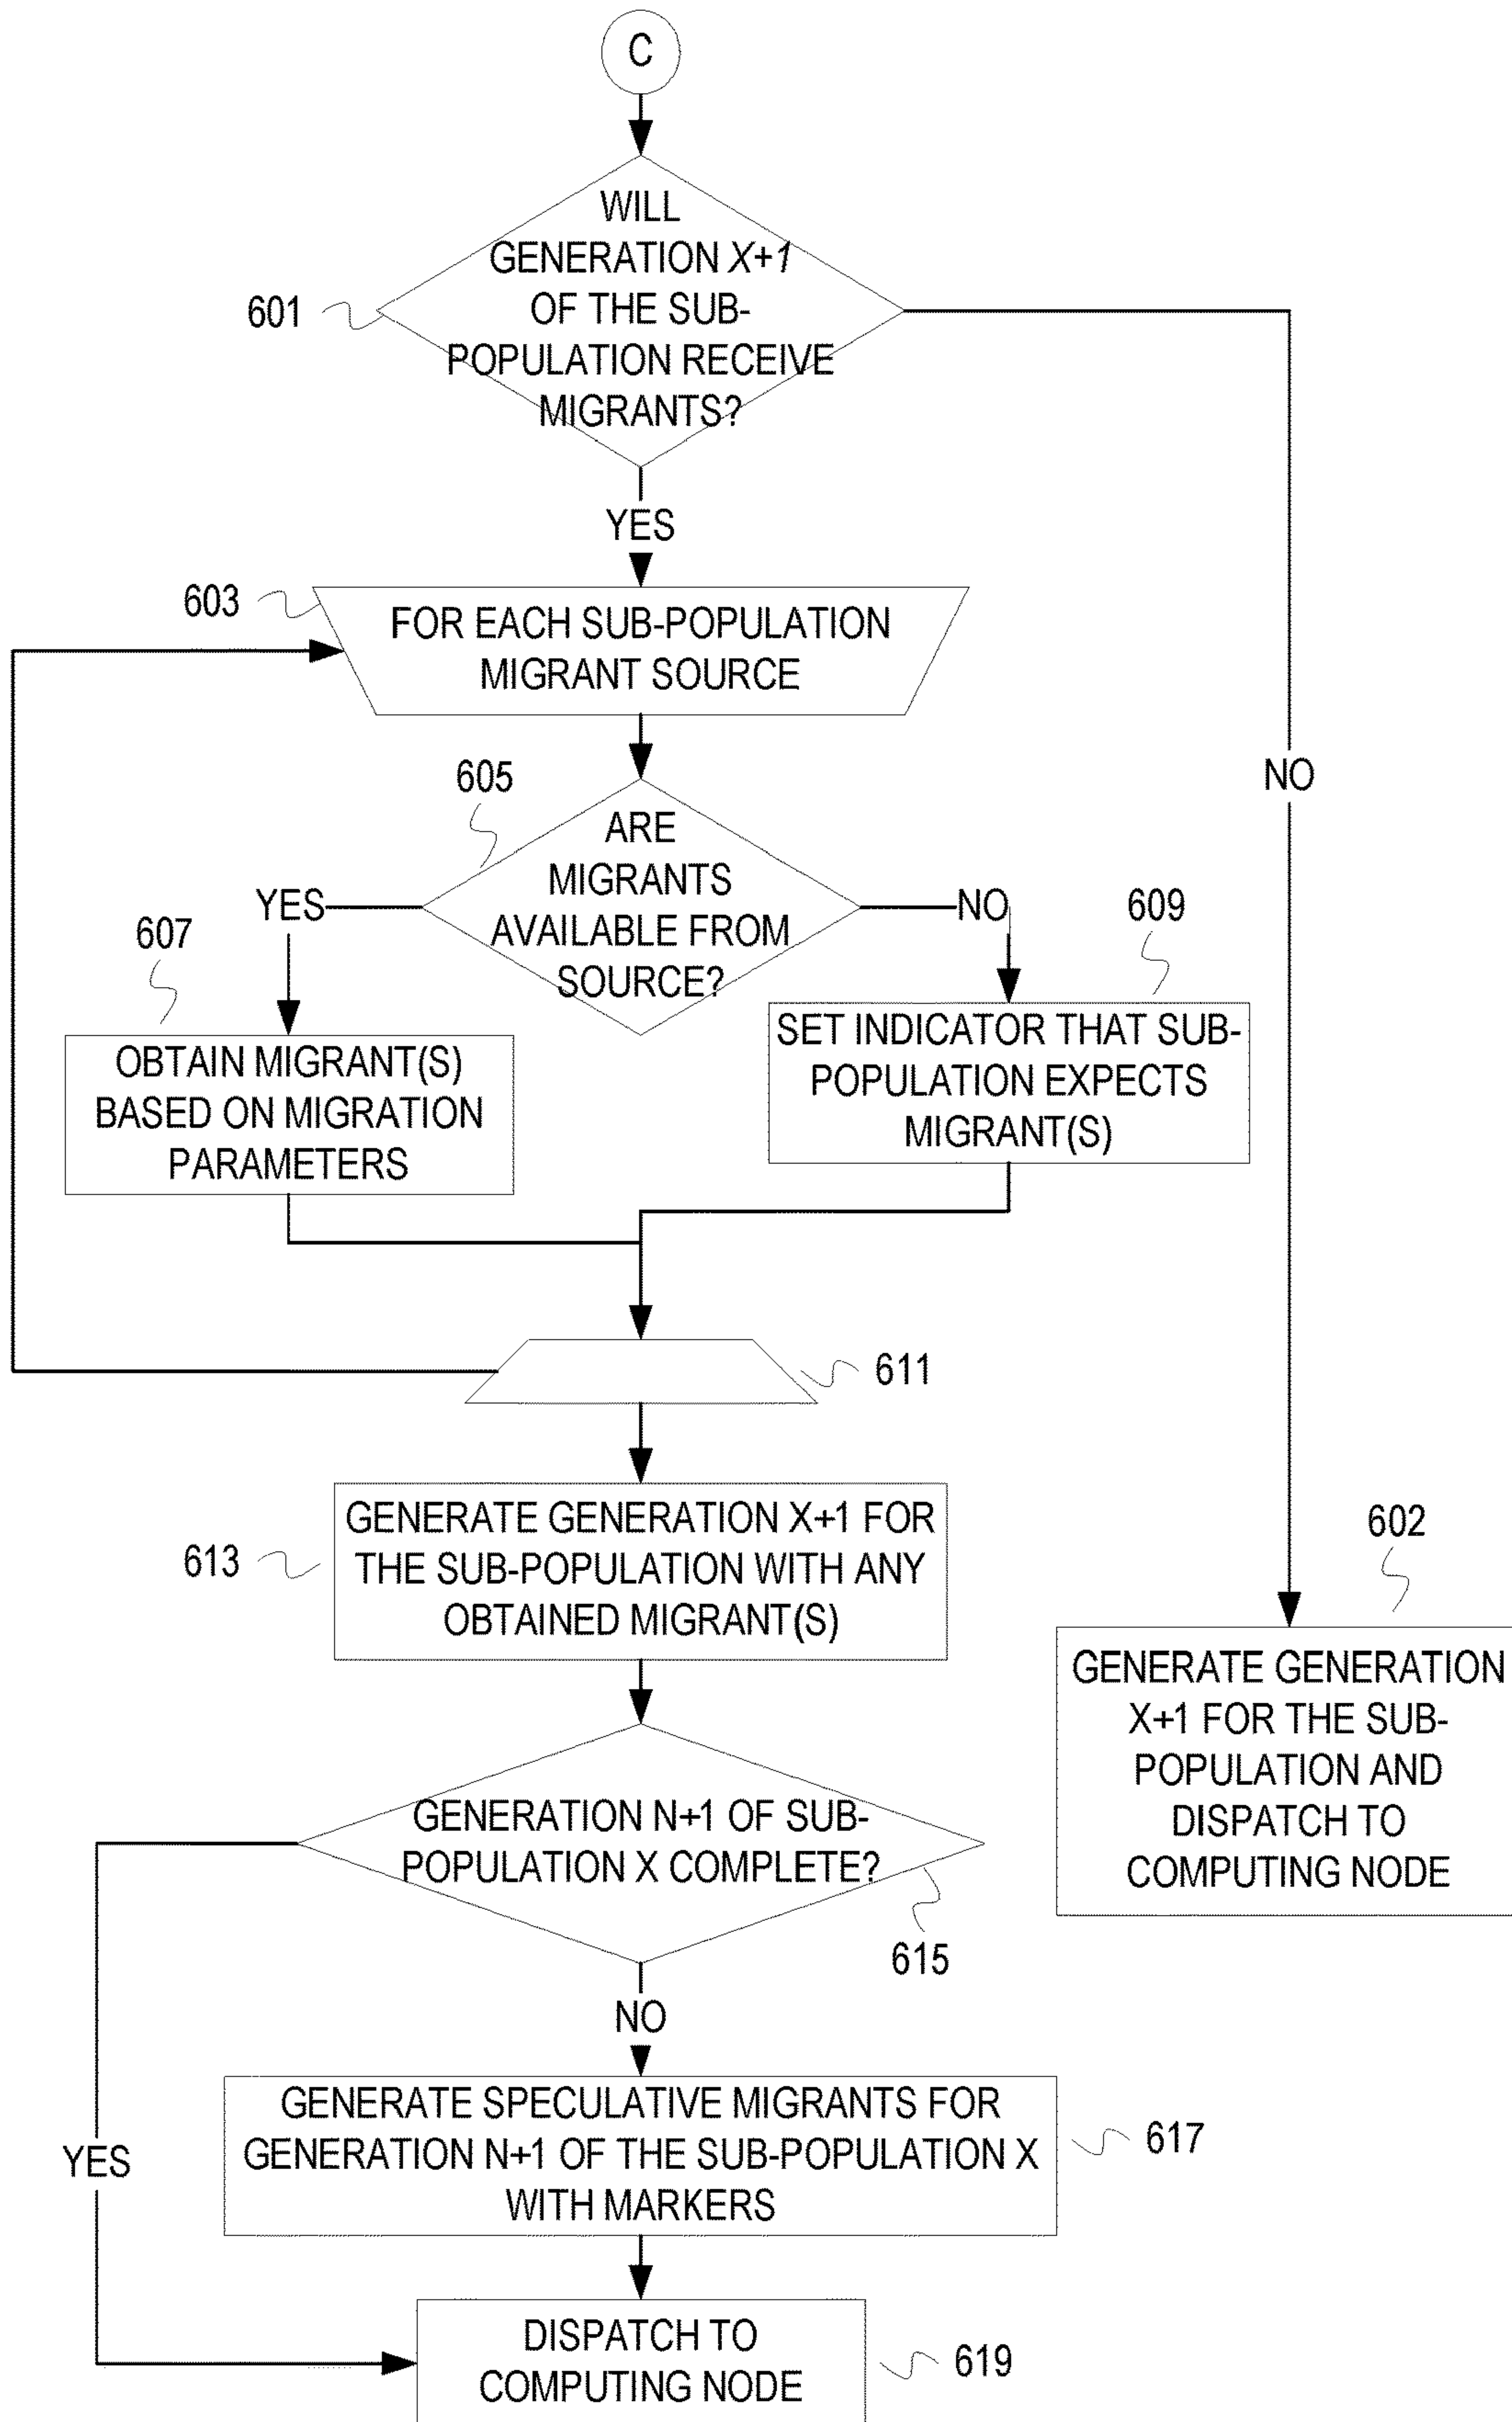 C
WILL
GENERATION X+1
OF THE SUB-
POPULATION RECEIVE
MIGRANTS?
601
YES
603
FOR EACH SUB-POPULATION
MIGRANT SOURCE
NO
605
ARE
MIGRANTS
AVAILABLE FROM
SOURCE?
YES
NO
607
609
OBTAIN MIGRANT(S)
BASED ON MIGRATION
PARAMETERS
SET INDICATOR THAT SUB-
POPULATION EXPECTS
MIGRANT(S)
611
613
GENERATE GENERATION X+1 FOR
THE SUB-POPULATION WITH ANY
OBTAINED MIGRANT(S)
602
GENERATE GENERATION
X+1 FOR THE SUB-
POPULATION AND
DISPATCH TO
COMPUTING NODE
GENERATION N+1 OF SUB-
POPULATION X COMPLETE?
615
NO
YES
GENERATE SPECULATIVE MIGRANTS FOR
GENERATION N+1 OF THE SUB-POPULATION X
WITH MARKERS
617
DISPATCH TO
COMPUTING NODE
619